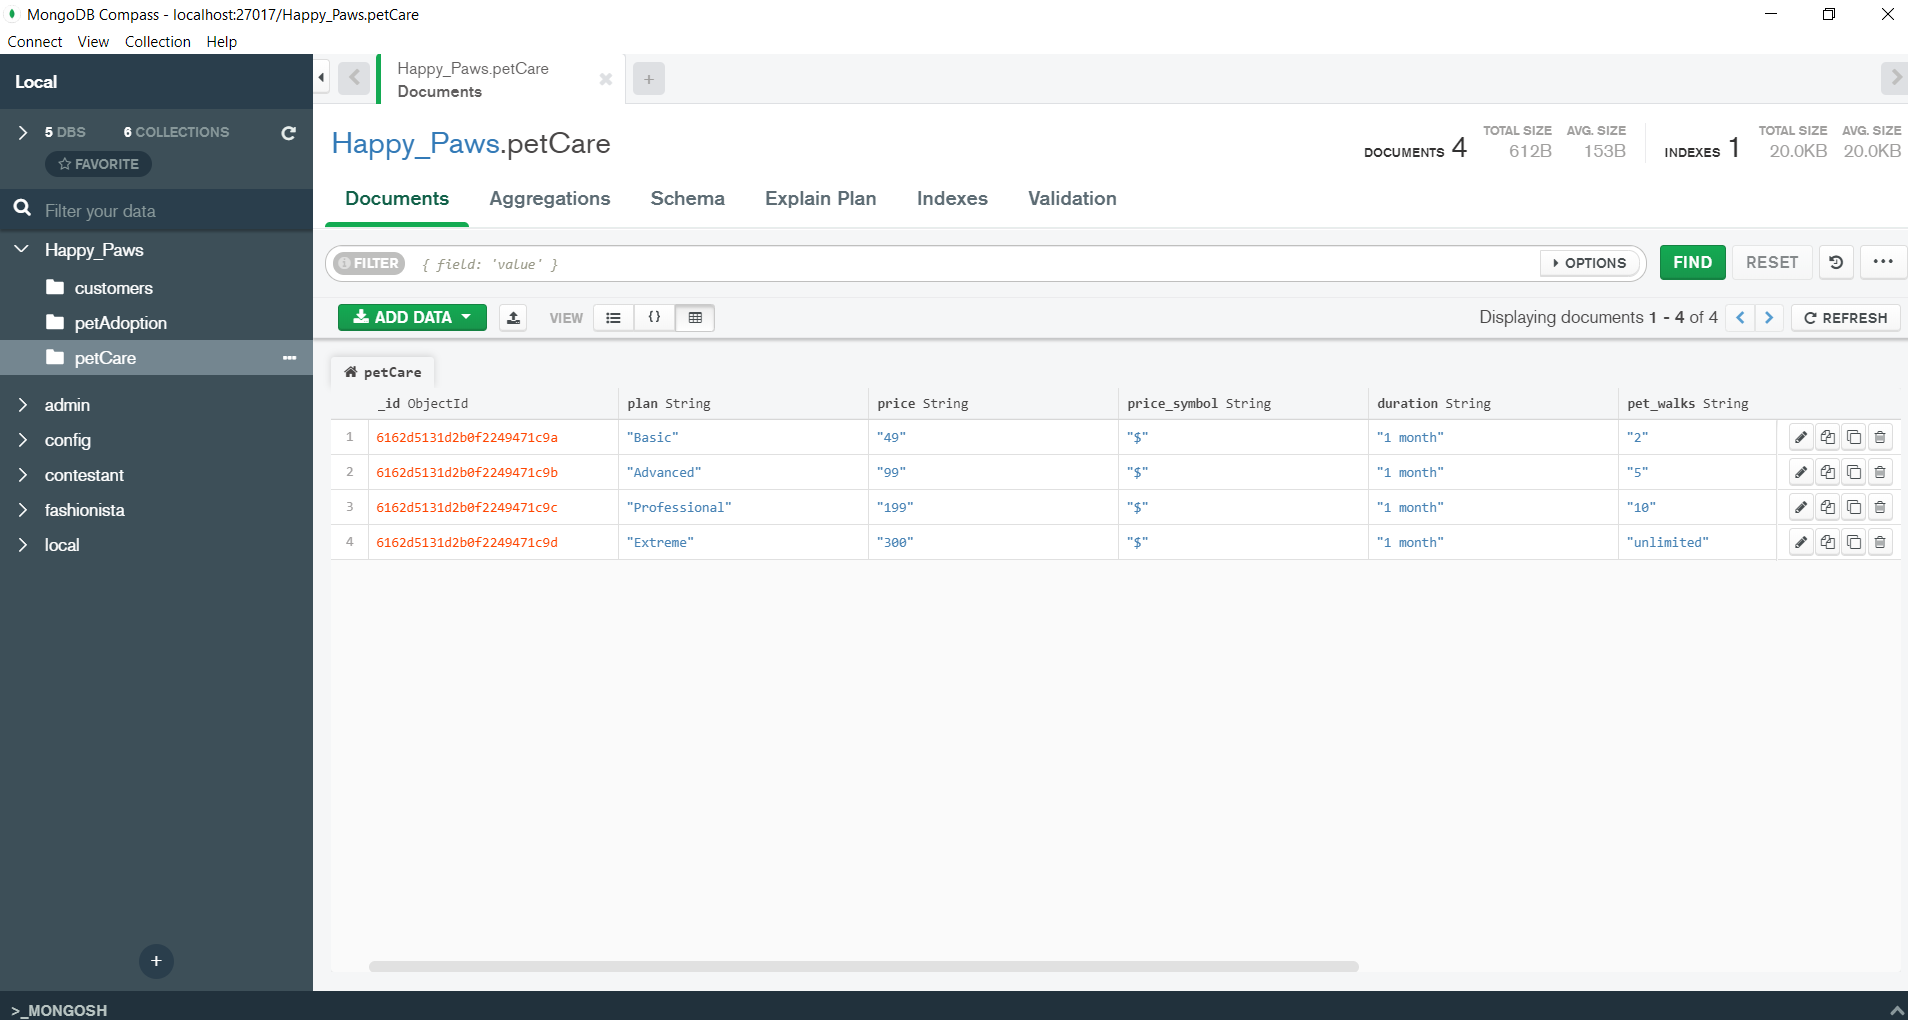 MongoDB Compass - localhost:27017/Happy_Paws.petCare
Connect View Collection Help
Local
5 DBS 6 COLLECTIONS
FAVORITE
Filter your data
Happy_Paws
customers
petAdoption
petCare
admin
config
contestant
fashionista
local
+
Happy_Paws.petCare
Documents
+
Happy_Paws.petCare
DOCUMENTS 4 TOTAL SIZE 612B AVG. SIZE 153B INDEXES 1 TOTAL SIZE 20.0KB AVG. SIZE 20.0KB
Documents Aggregations Schema Explain Plan Indexes Validation
FILTER { field: 'value' } OPTIONS FIND RESET ...
ADD DATA VIEW {} Displaying documents 1 - 4 of 4 REFRESH
petCare
_id ObjectId plan String price String price_symbol String duration String pet_walks String
1 6162d5131d2b0f2249471c9a "Basic" "49" "$" "1 month" "2"
2 6162d5131d2b0f2249471c9b "Advanced" "99" "$" "1 month" "5"
3 6162d5131d2b0f2249471c9c "Professional" "199" "$" "1 month" "10"
4 6162d5131d2b0f2249471c9d "Extreme" "300" "$" "1 month" "unlimited"
>_MONGOSH